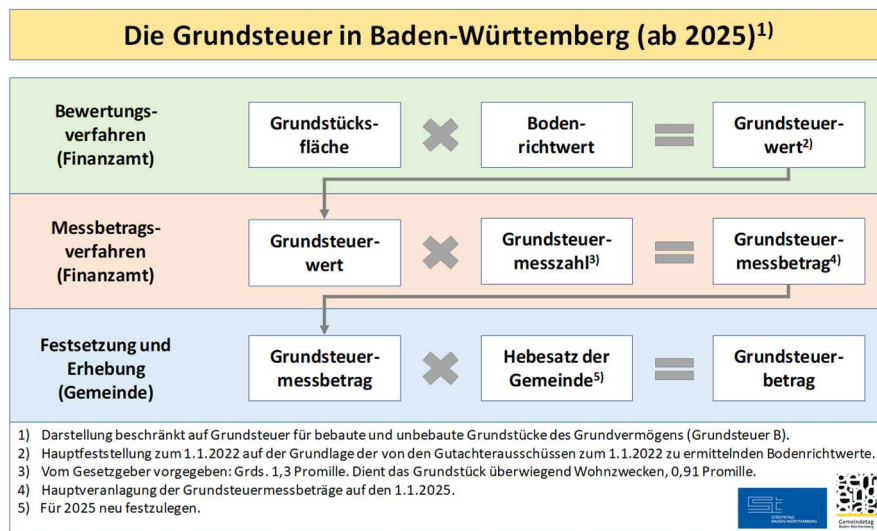 Die Grundsteuer in Baden-Württemberg (ab 2025)1)
Bewertungs-
verfahren
(Finanzamt)
Grundstücks-
fläche
Boden-
richtwert
Grundsteuer-
wert2)
Messbetrags-
verfahren
(Finanzamt)
Grundsteuer-
wert
Grundsteuer-
messzahl3)
Grundsteuer-
messbetrag4)
Festsetzung und
Erhebung
(Gemeinde)
Grundsteuer-
messbetrag
Hebesatz der
Gemeinde5)
Grundsteuer-
betrag
1) Darstellung beschränkt auf Grundsteuer für bebaute und unbebaute Grundstücke des Grundvermögens (Grundsteuer B).
2) Hauptfeststellung zum 1.1.2022 auf der Grundlage der von den Gutachterausschüssen zum 1.1.2022 zu ermittelnden Bodenrichtwerte.
3) Vom Gesetzgeber vorgegeben: Grds. 1,3 Promille. Dient das Grundstück überwiegend Wohnzwecken, 0,91 Promille.
4) Hauptveranlagung der Grundsteuermessbeträge auf den 1.1.2025.
5) Für 2025 neu festzulegen.
STÄDTETAG
BADEN-WÜRTTEMBERG
Gemeindetag
Baden-Württemberg